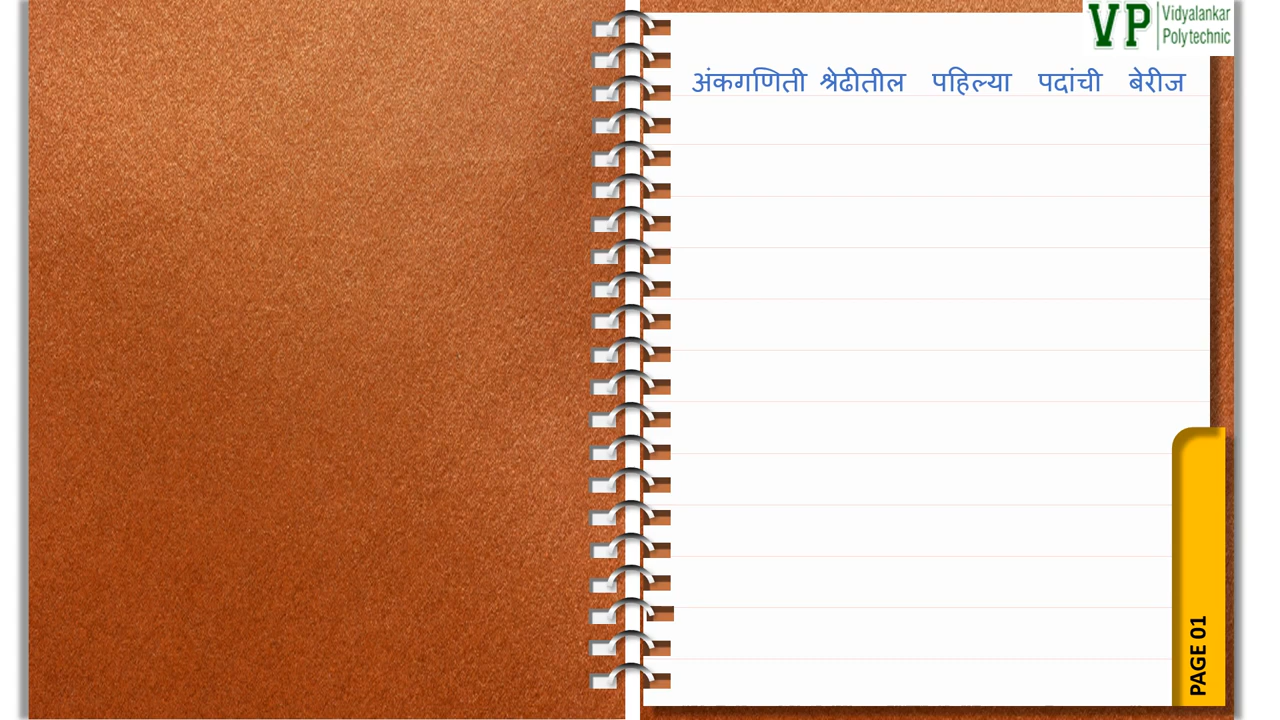 VP Vidyalankar
Polytechnic
अंकगणिती श्रेढीतील पहिल्या पदांची बेरीज
PAGE 01